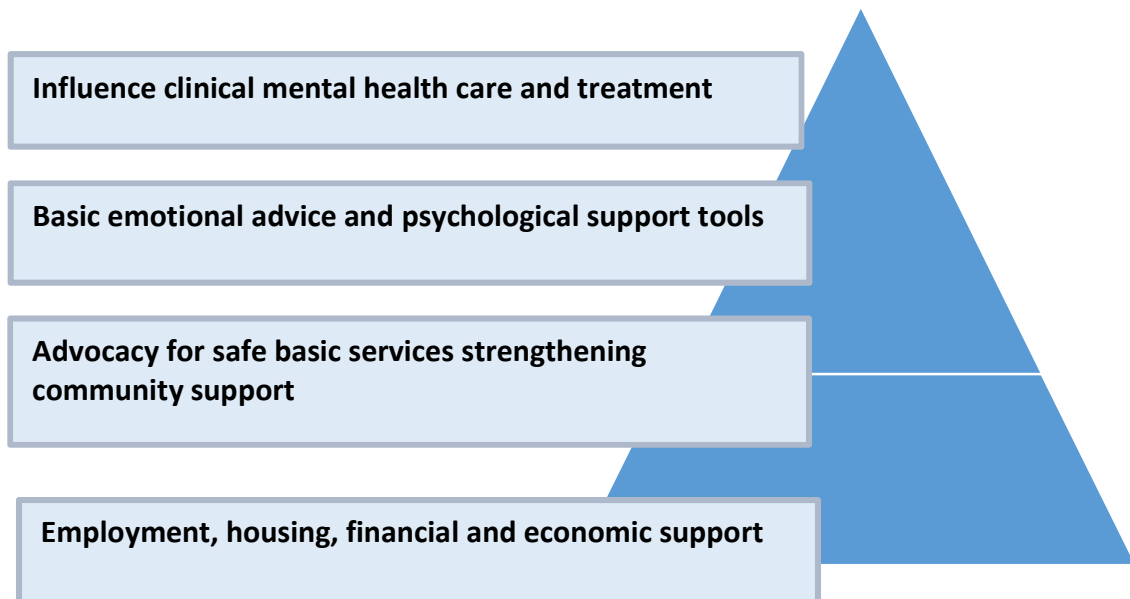 Influence clinical mental health care and treatment
Basic emotional advice and psychological support tools
Advocacy for safe basic services strengthening
community support
Employment, housing, financial and economic support